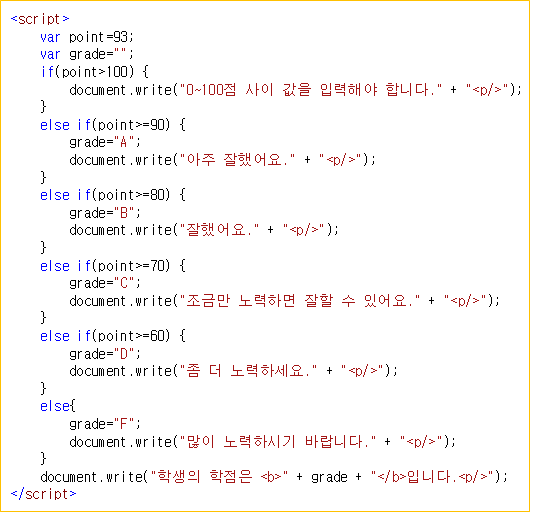 <script>
var point=93;
var grade="";
if(point>100) {
document.write("0~100점 사이 값을 입력해야 합니다." + "<p/>");
}
else if(point>=90) {
grade="A";
document.write("아주 잘했어요." + "<p/>");
}
else if(point>=80) {
grade="B";
document.write("잘했어요." + "<p/>");
}
else if(point>=70) {
grade="C";
document.write("조금만 노력하면 잘할 수 있어요." + "<p/>");
}
else if(point>=60) {
grade="D";
document.write("좀 더 노력하세요." + "<p/>");
}
else{
grade="F";
document.write("많이 노력하시기 바랍니다." + "<p/>");
}
document.write("학생의 학점은 <b>" + grade + "</b>입니다.<p/>");
</script>